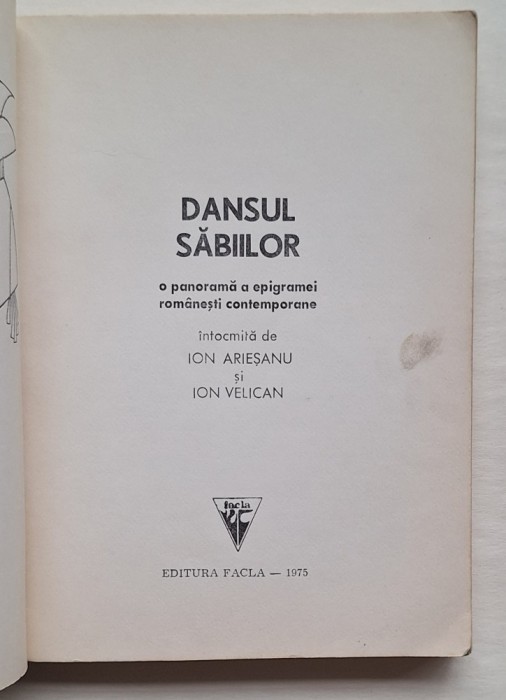 DANSUL
SĂBIILOR
o panoramă a epigramei
românești contemporane
întocmită de
ION ARIEȘANU
și
ION VELICAN
facla
EDITURA FACLA — 1975